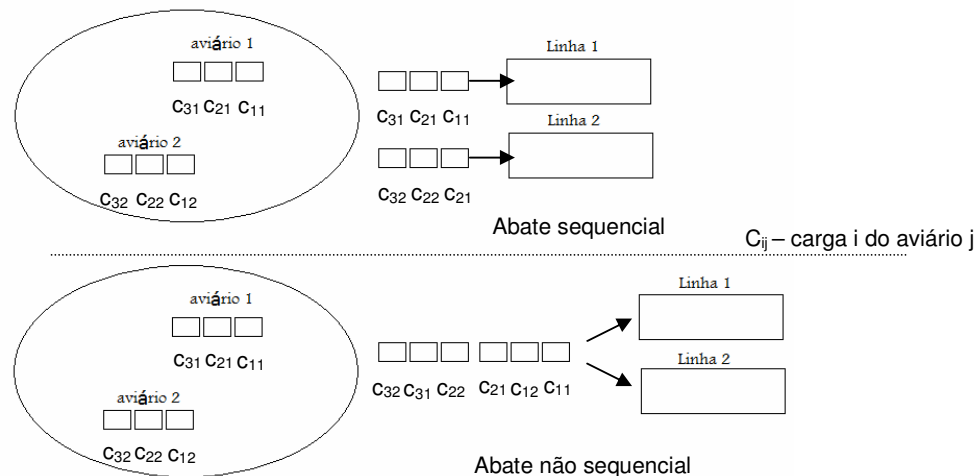 aviário 1
C31 C21 C11
aviário 2
C32 C22 C12
Linha 1
C31 C21 C11
Linha 2
C32 C22 C21
Abate sequencial
Cij – carga i do aviário j
aviário 1
C31 C21 C11
aviário 2
C32 C22 C12
C32 C31 C22 C21 C12 C11
Linha 1
Linha 2
Abate não sequencial